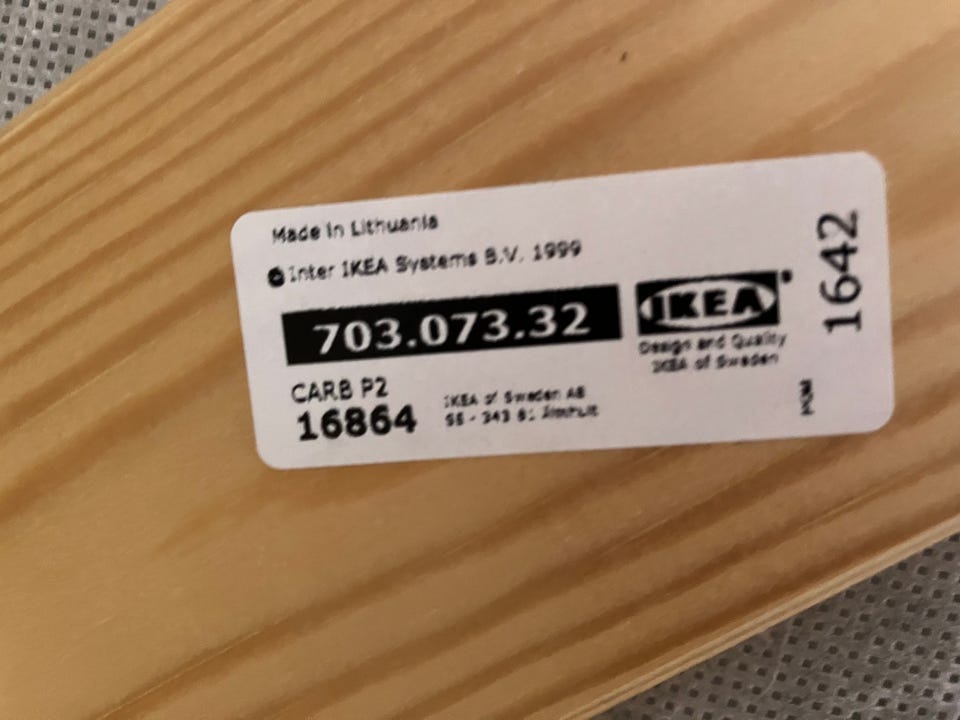 Made in Lithuania
© Inter IKEA Systems B.V. 1999
703.073.32
IKEA®
Design and Quality
IKEA of Sweden
CARB P2
16864
IKEA of Sweden AB
SE - 343 81 Älmhult
1642